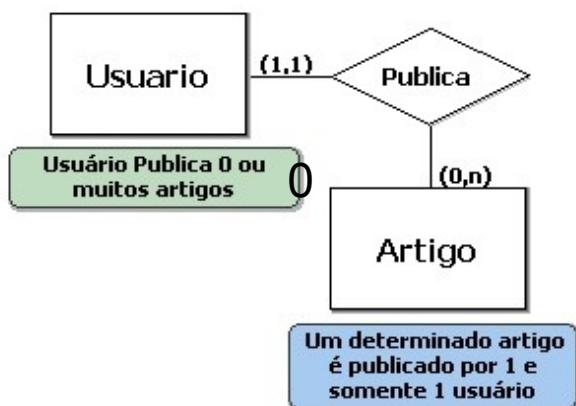 Usuario
(1,1)
Publica
Usuário Publica 0 ou
muitos artigos
0
(0,n)
Artigo
Um determinado artigo
é publicado por 1 e
somente 1 usuário